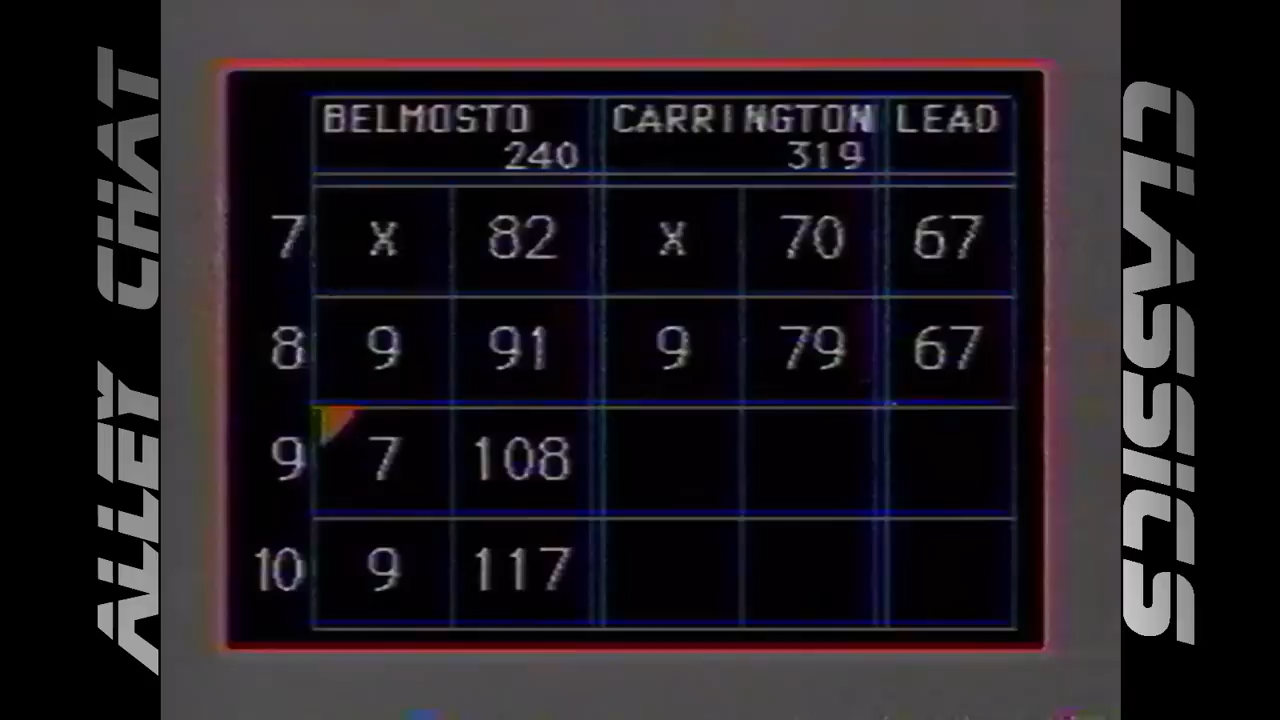 ALLEY CHAT
BELMOSTO CARRINGTON LEAD
240 319
7 X 82 X 70 67
8 9 91 9 79 67
9 7 108
10 9 117
CLASSICS